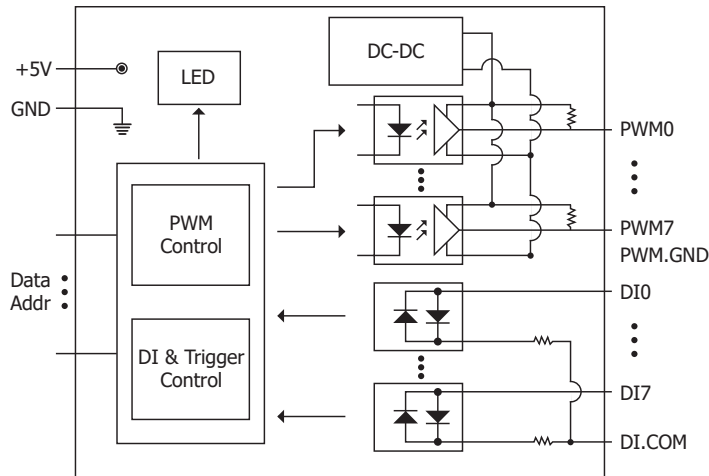 +5V
GND
LED
DC-DC
PWM0
PWM
Control
PWM7
PWM.GND
Data
Addr
DI0
DI & Trigger
Control
DI7
DI.COM